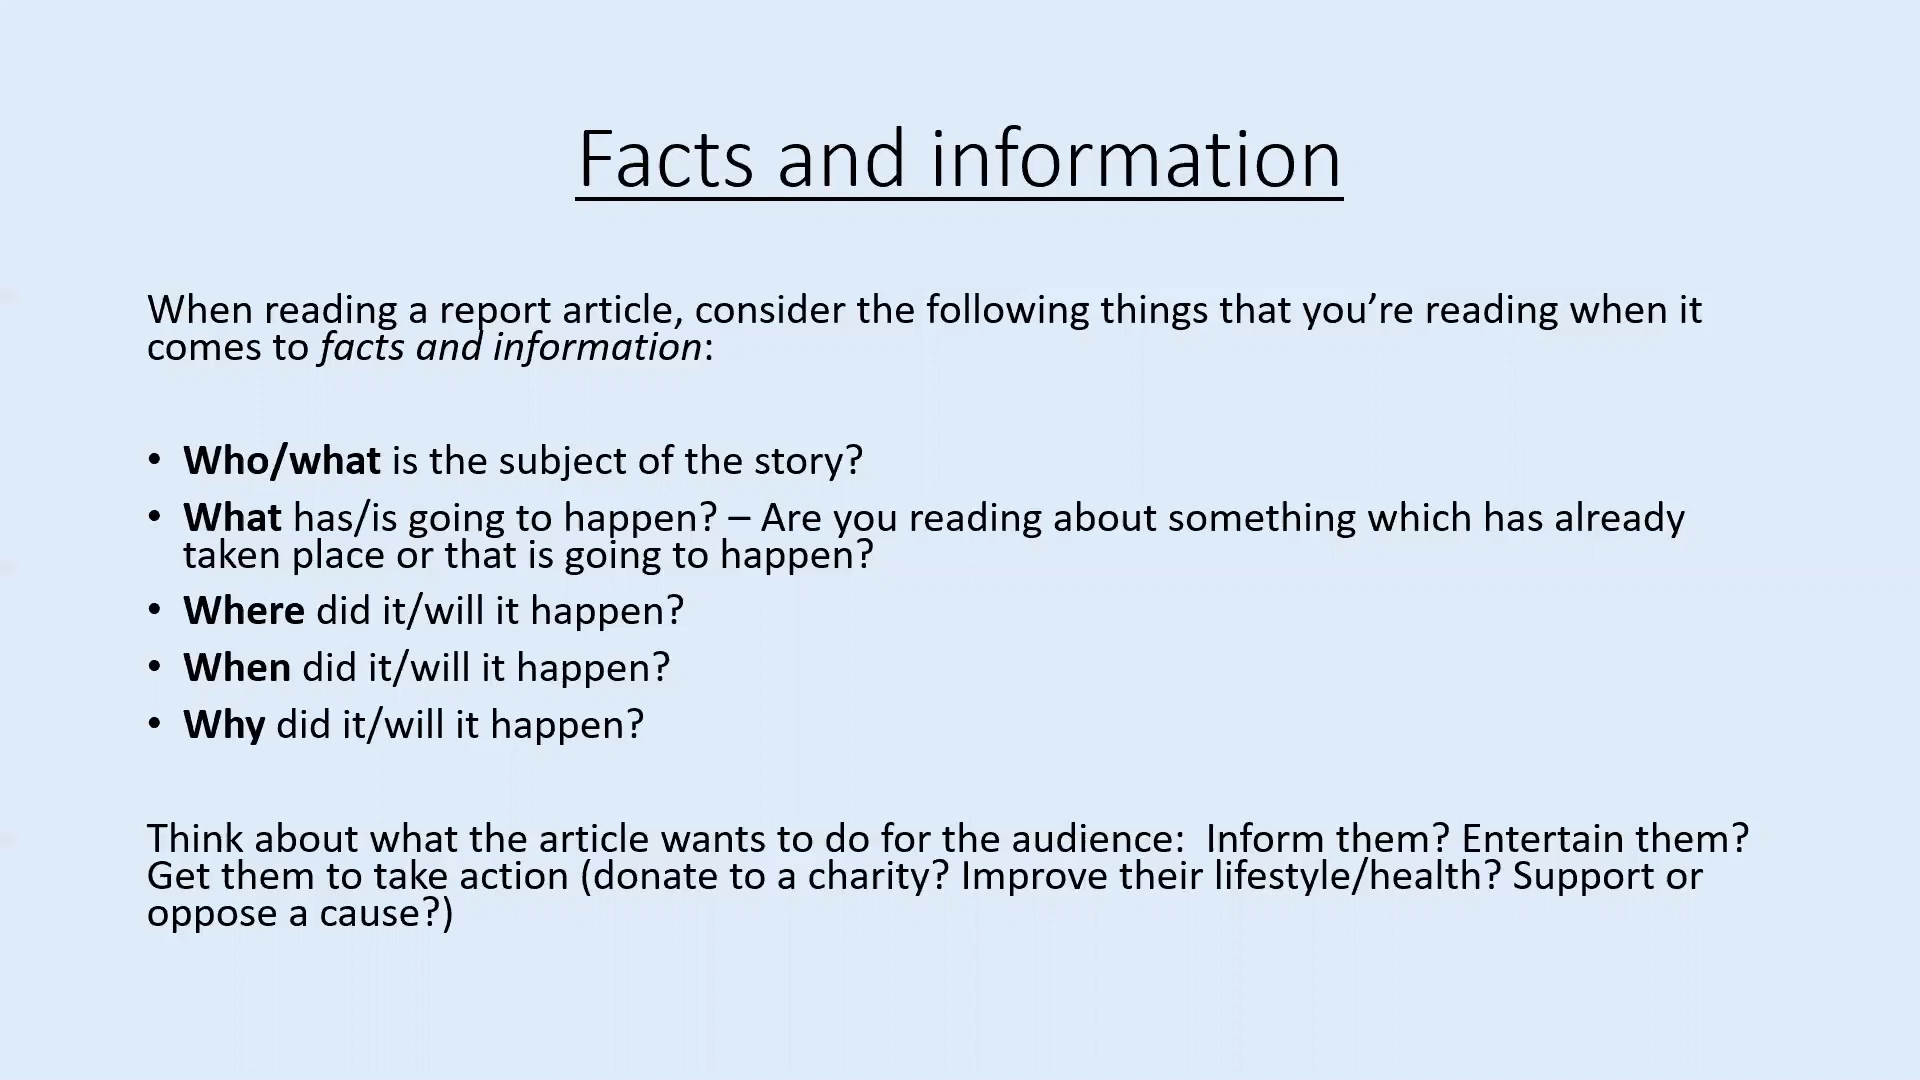 Facts and information
When reading a report article, consider the following things that you’re reading when it
comes to facts and information:
• Who/what is the subject of the story?
• What has/is going to happen? – Are you reading about something which has already
taken place or that is going to happen?
• Where did it/will it happen?
• When did it/will it happen?
• Why did it/will it happen?
Think about what the article wants to do for the audience:  Inform them? Entertain them?
Get them to take action (donate to a charity? Improve their lifestyle/health? Support or
oppose a cause?)